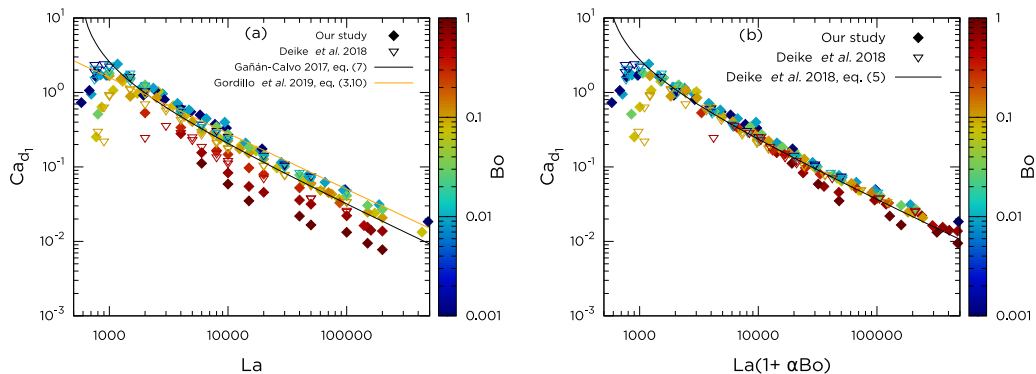 10¹
10⁰
10⁻¹
10⁻²
10⁻³
Ca_d₁
(a)
Our study
Deike et al. 2018
Gañán-Calvo 2017, eq. (7)
Gordillo et al. 2019, eq. (3,10)
1000
10000
100000
La
1
0.1
0.01
0.001
Bo
10¹
10⁰
10⁻¹
10⁻²
10⁻³
Ca_d₁
(b)
Our study
Deike et al. 2018
Deike et al. 2018, eq. (5)
1000
10000
100000
La(1+ αBo)
1
0.1
0.01
0.001
Bo